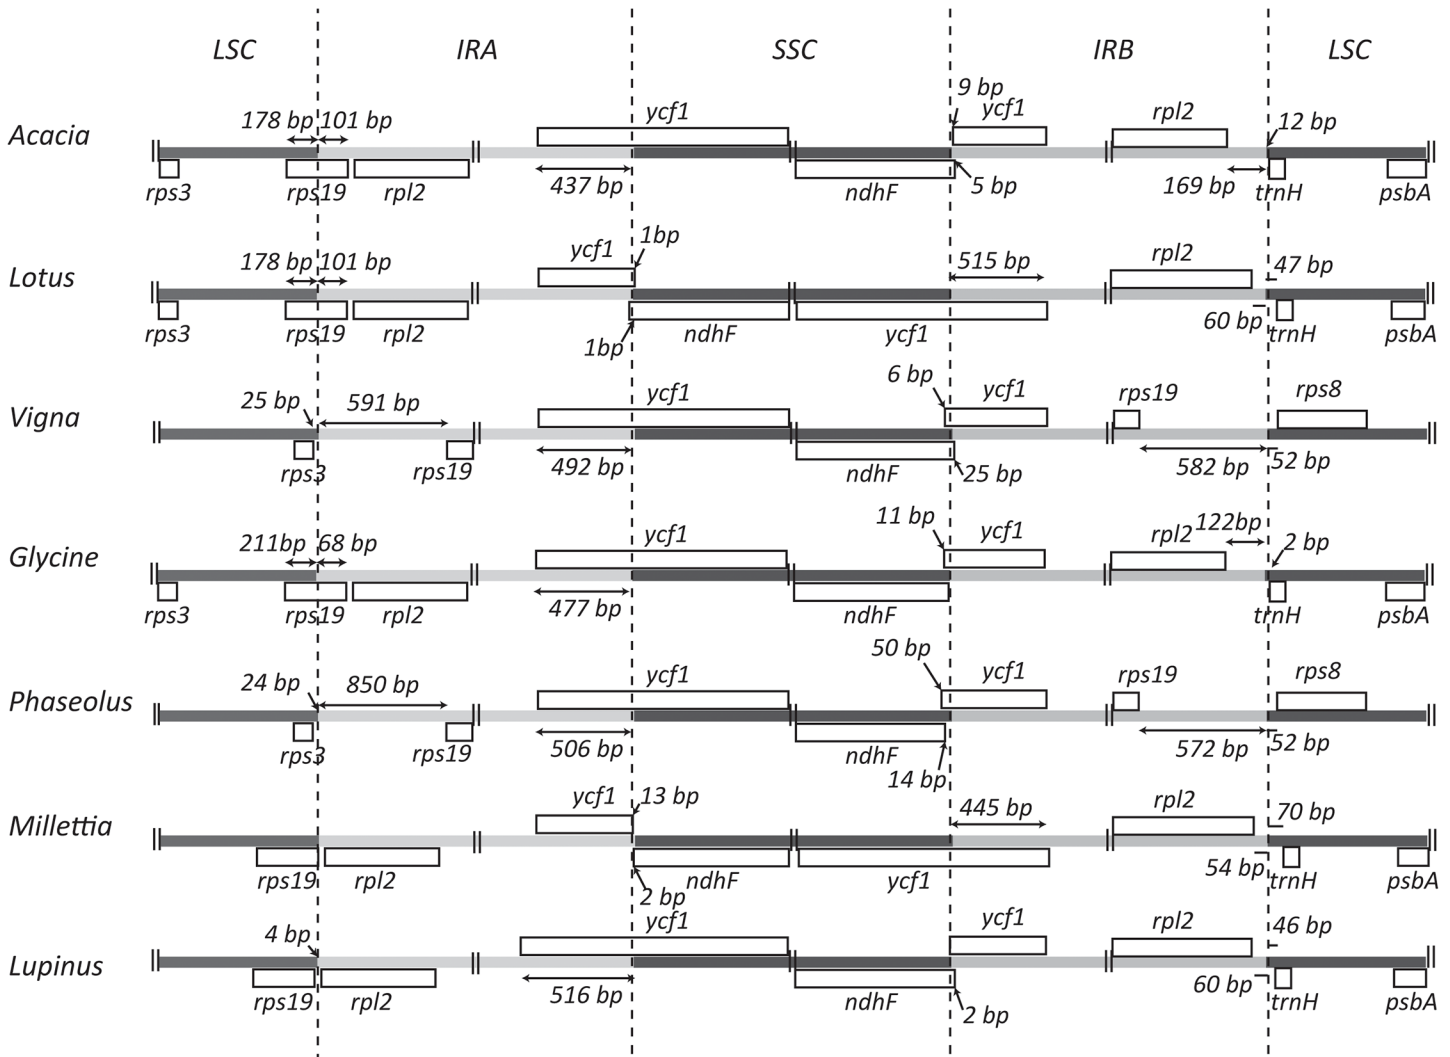 LSC IRA SSC IRB LSC
9 bp
178 bp 101 bp ycf1 ycf1 rpl2 12 bp
Acacia
rps3 rps19 rpl2 437 bp ndhF 5 bp 169 bp trnH psbA
178 bp 101 bp ycf1 1bp 515 bp rpl2 47 bp
Lotus
rps3 rps19 rpl2 1bp ndhF ycf1 60 bp trnH psbA
25 bp 591 bp ycf1 6 bp ycf1 rps19 rps8
Vigna
rps3 rps19 492 bp ndhF 25 bp 582 bp 52 bp
211bp 68 bp ycf1 11 bp ycf1 rpl2 122bp 2 bp
Glycine
rps3 rps19 rpl2 477 bp ndhF trnH psbA
24 bp 850 bp ycf1 50 bp ycf1 rps19 rps8
Phaseolus
rps3 rps19 506 bp ndhF 14 bp 572 bp 52 bp
ycf1 13 bp 445 bp rpl2 70 bp
Millettia
rps19 rpl2 2 bp ndhF ycf1 54 bp trnH psbA
4 bp ycf1 ycf1 rpl2 46 bp
Lupinus
rps19 rpl2 516 bp ndhF 2 bp 60 bp trnH psbA